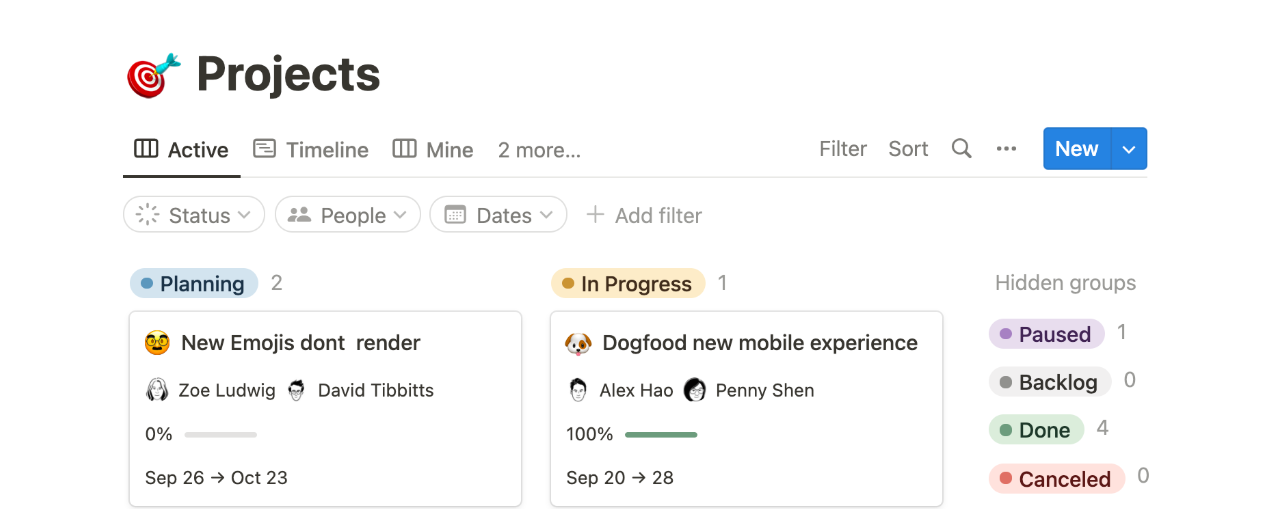 Projects
Active Timeline Mine 2 more... Filter Sort New
Status People Dates Add filter
Planning 2
New Emojis dont  render
Zoe Ludwig David Tibbitts
0%
Sep 26 → Oct 23
In Progress 1
Dogfood new mobile experience
Alex Hao Penny Shen
100%
Sep 20 → 28
Hidden groups
Paused 1
Backlog 0
Done 4
Canceled 0